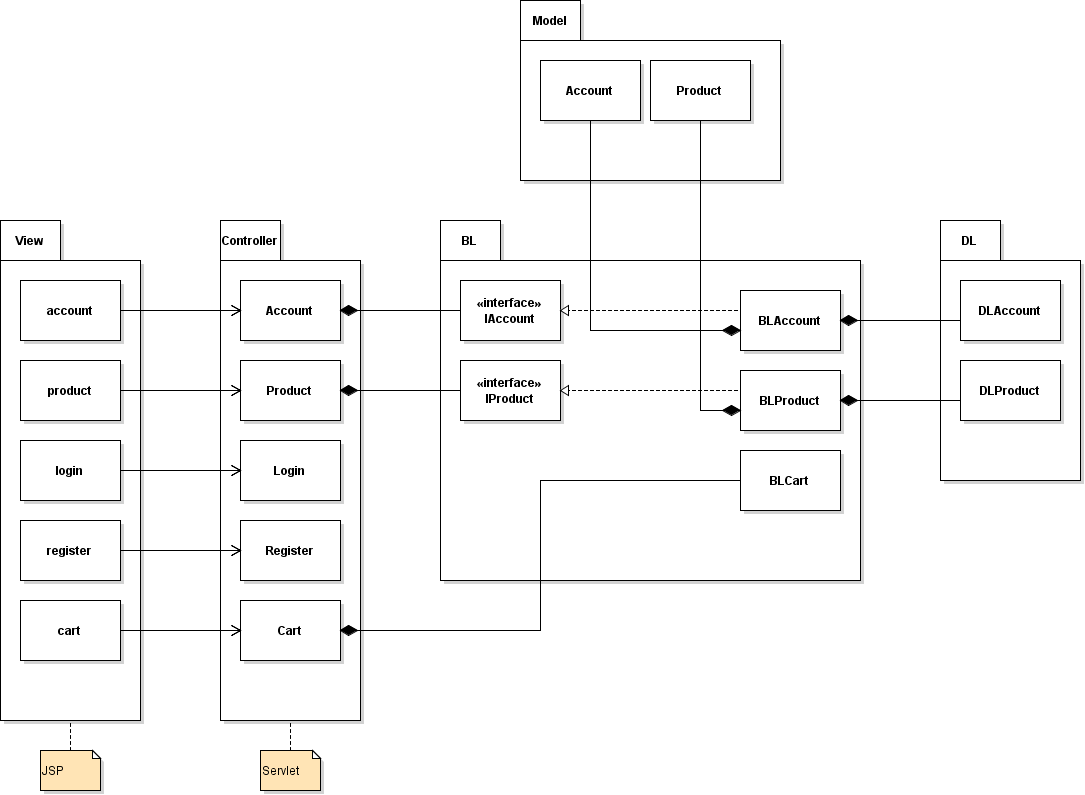 Model
Account
Product
View
account
product
login
register
cart
JSP
Controller
Account
Product
Login
Register
Cart
Servlet
BL
«interface»
IAccount
«interface»
IProduct
BLAccount
BLProduct
BLCart
DL
DLAccount
DLProduct